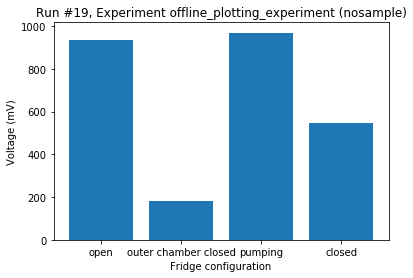 Run #19, Experiment offline_plotting_experiment (nosample)
1000
800
600
400
200
0
Voltage (mV)
open outer chamber closed pumping closed
Fridge configuration